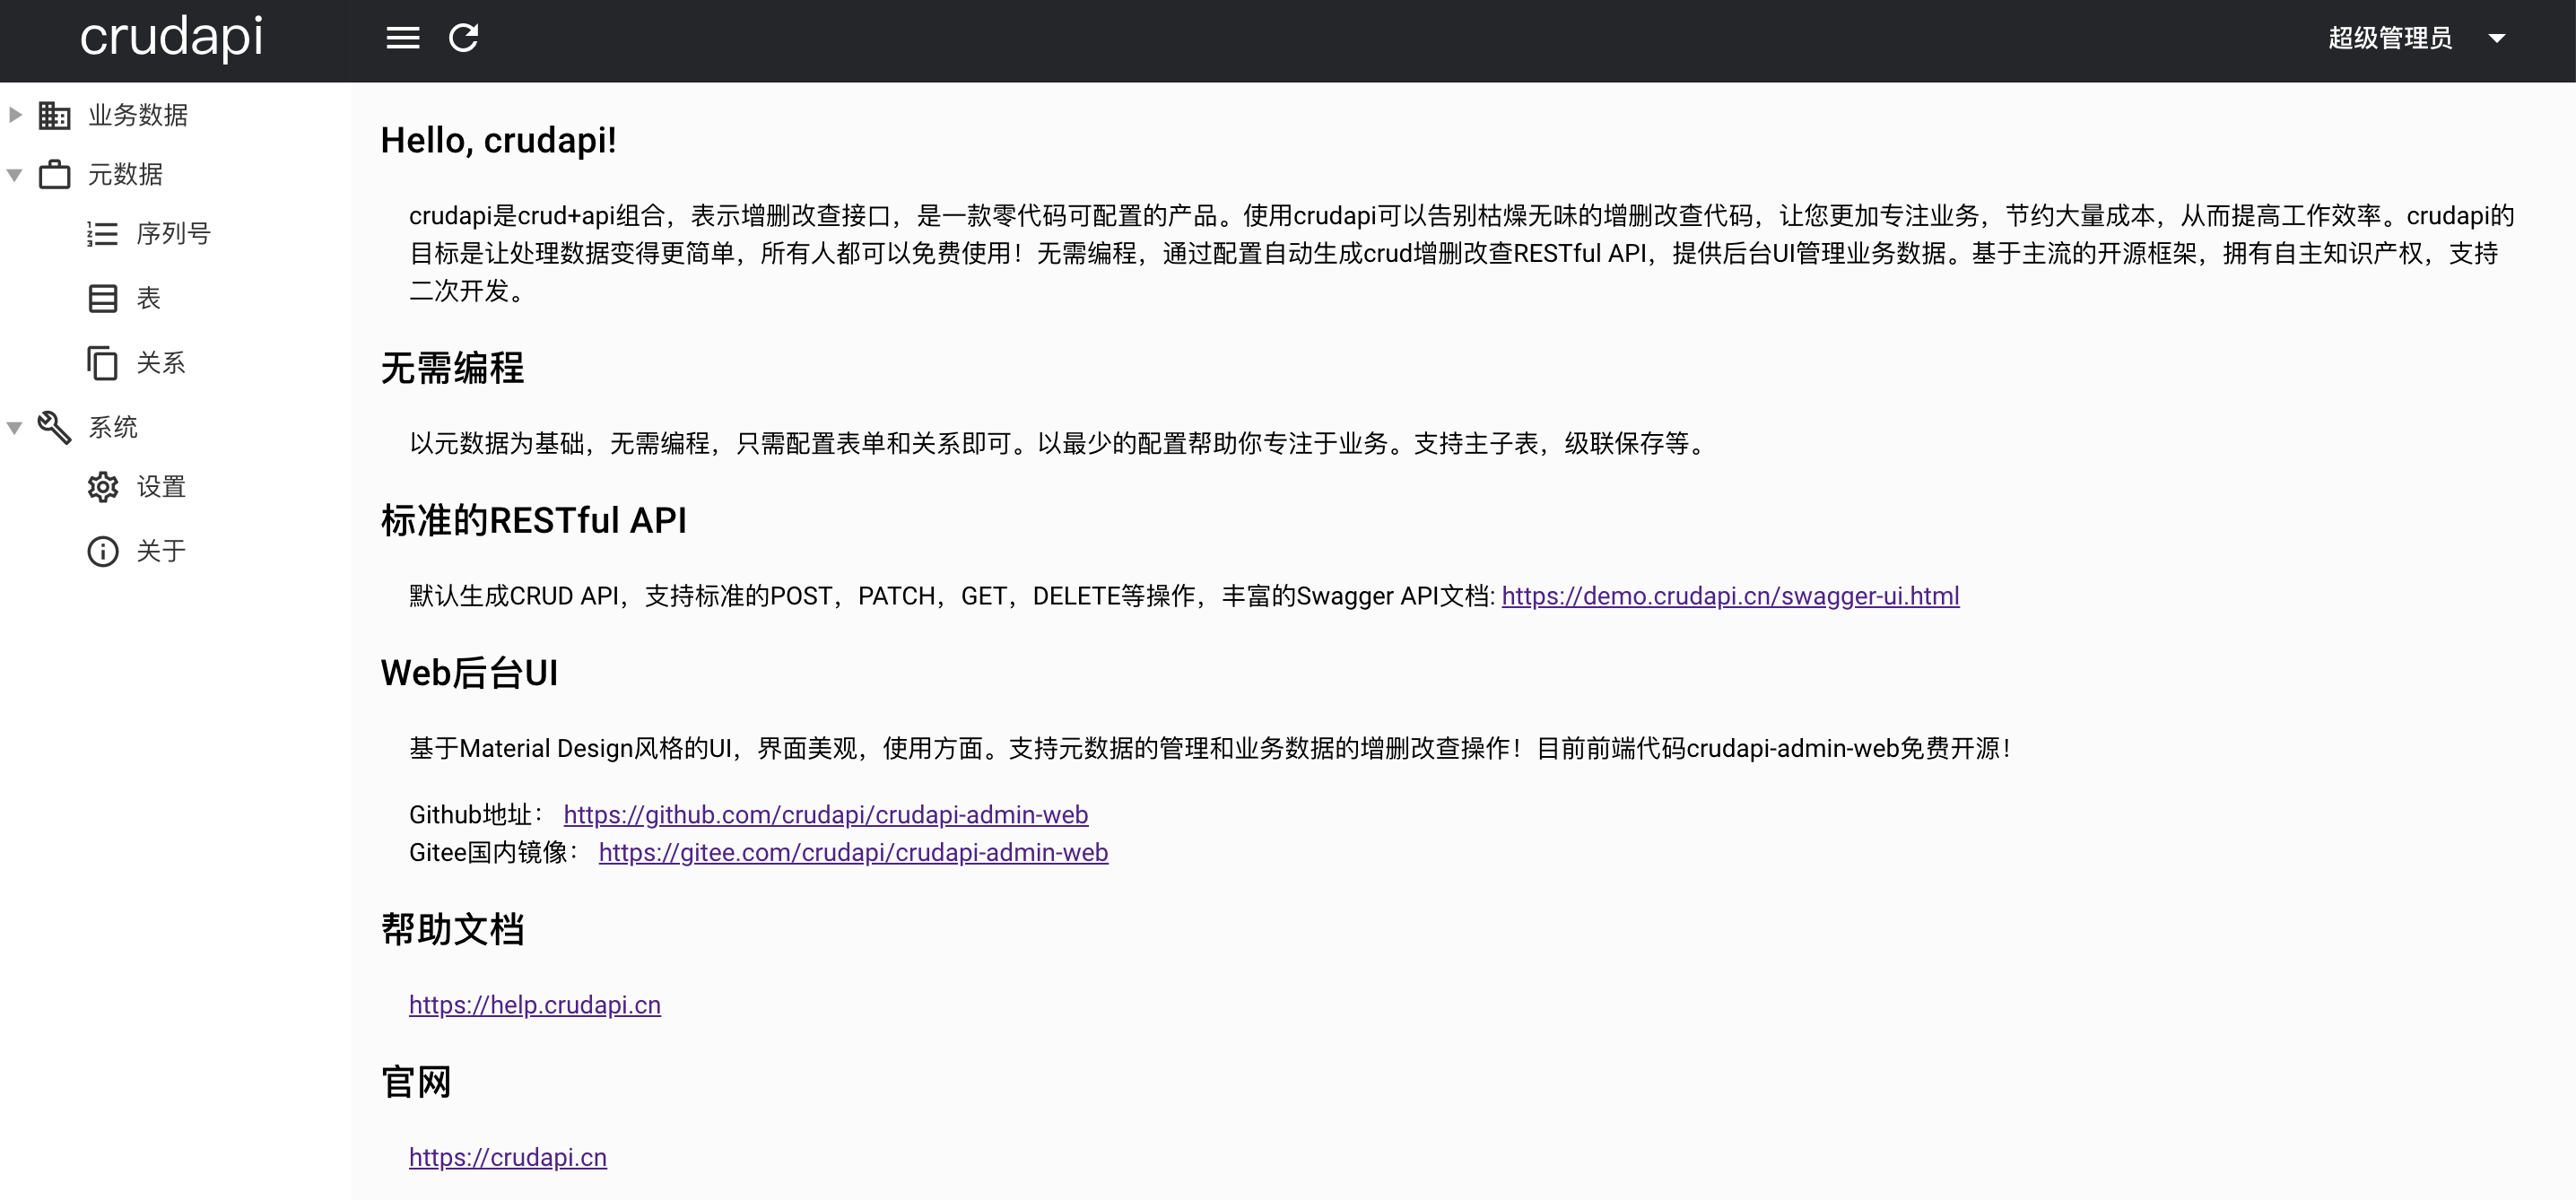 crudapi
超级管理员
业务数据
元数据
序列号
表
关系
系统
设置
关于
Hello, crudapi!
crudapi是crud+api组合，表示增删改查接口，是一款零代码可配置的产品。使用crudapi可以告别枯燥无味的增删改查代码，让您更加专注业务，节约大量成本，从而提高工作效率。crudapi的
目标是让处理数据变得更简单，所有人都可以免费使用！无需编程，通过配置自动生成crud增删改查RESTful API，提供后台UI管理业务数据。基于主流的开源框架，拥有自主知识产权，支持
二次开发。
无需编程
以元数据为基础，无需编程，只需配置表单和关系即可。以最少的配置帮助你专注于业务。支持主子表，级联保存等。
标准的RESTful API
默认生成CRUD API，支持标准的POST，PATCH，GET，DELETE等操作，丰富的Swagger API文档: https://demo.crudapi.cn/swagger-ui.html
Web后台UI
基于Material Design风格的UI，界面美观，使用方面。支持元数据的管理和业务数据的增删改查操作！目前前端代码crudapi-admin-web免费开源！
Github地址： https://github.com/crudapi/crudapi-admin-web
Gitee国内镜像： https://gitee.com/crudapi/crudapi-admin-web
帮助文档
https://help.crudapi.cn
官网
https://crudapi.cn